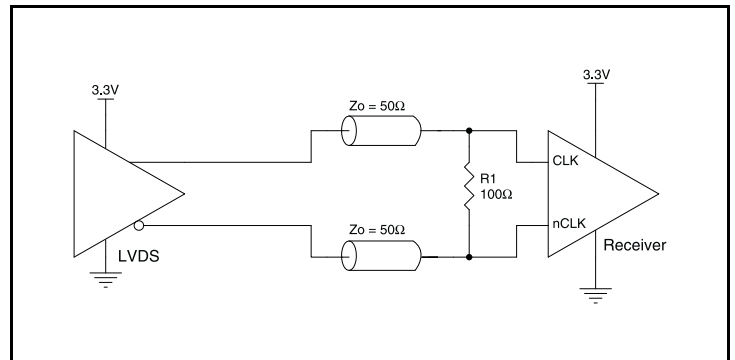 3.3V
3.3V
Zo = 50Ω
CLK
R1
100Ω
nCLK
Zo = 50Ω
Receiver
LVDS